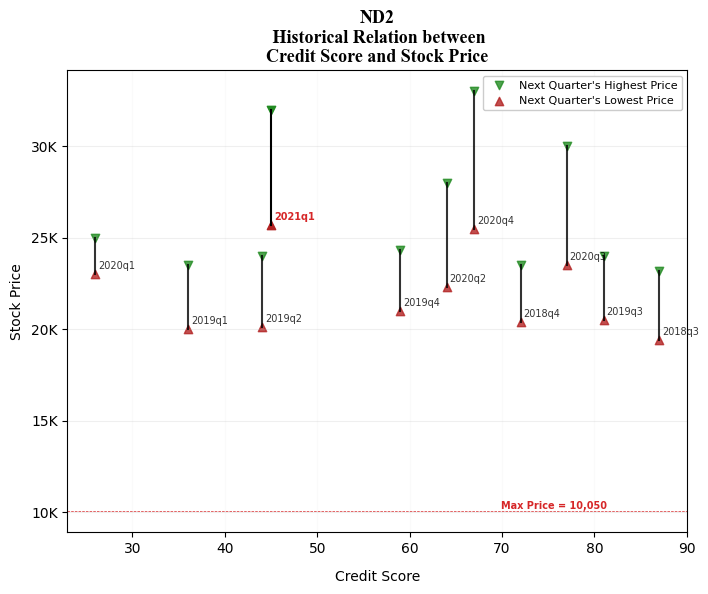 ND2
Historical Relation between
Credit Score and Stock Price
Next Quarter's Highest Price
Next Quarter's Lowest Price
30K
25K
20K
15K
10K
Stock Price
2021q1
2020q4
2020q1
2020q3
2020q2
2019q4
2019q1
2019q2
2018q4
2019q3
2018q3
Max Price = 10,050
30
40
50
60
70
80
90
Credit Score